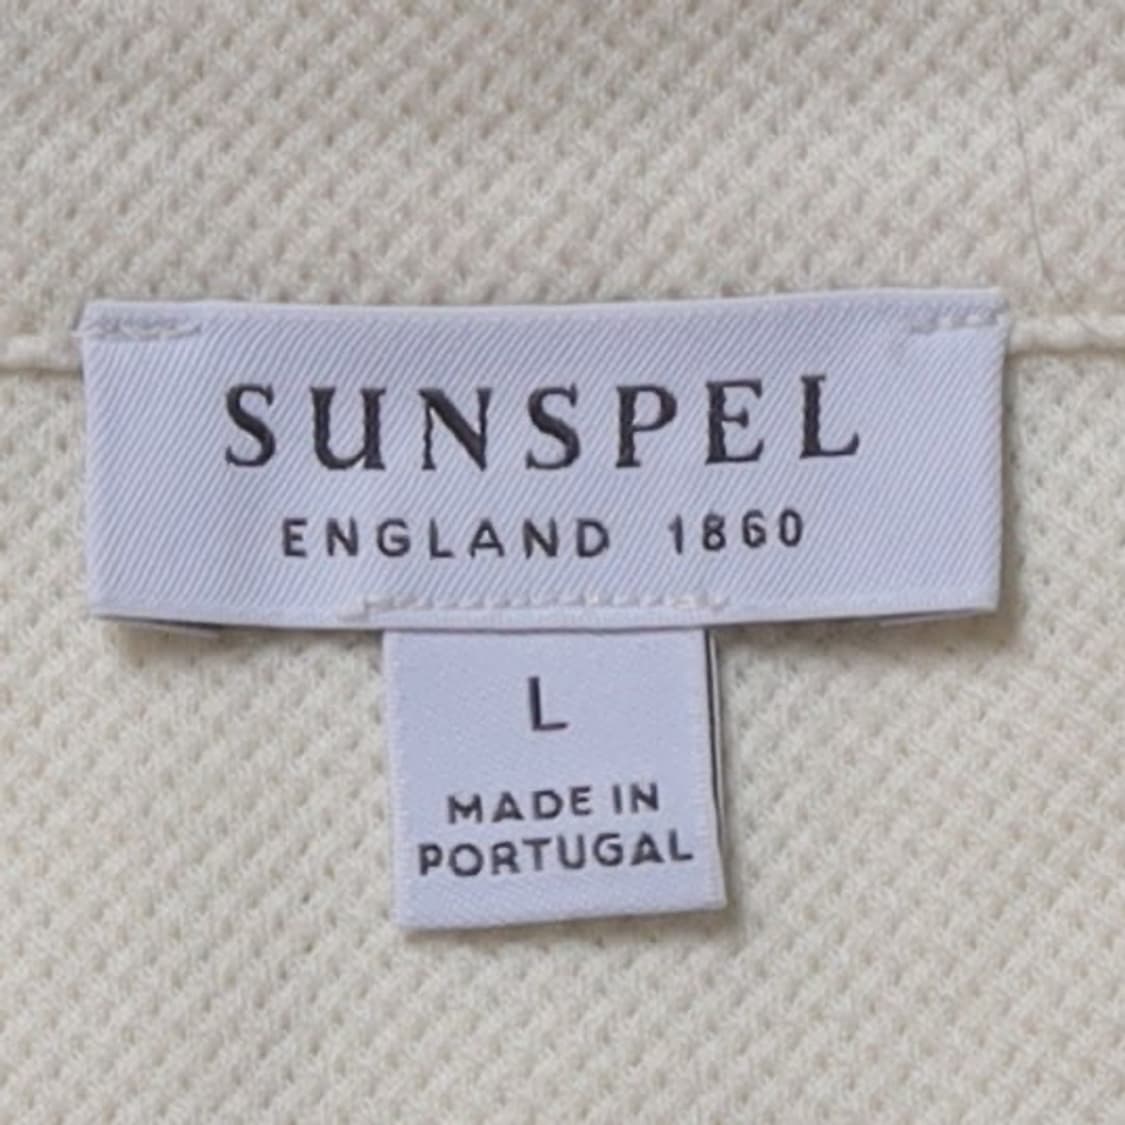 SUNSPEL
ENGLAND 1860
L
MADE IN
PORTUGAL